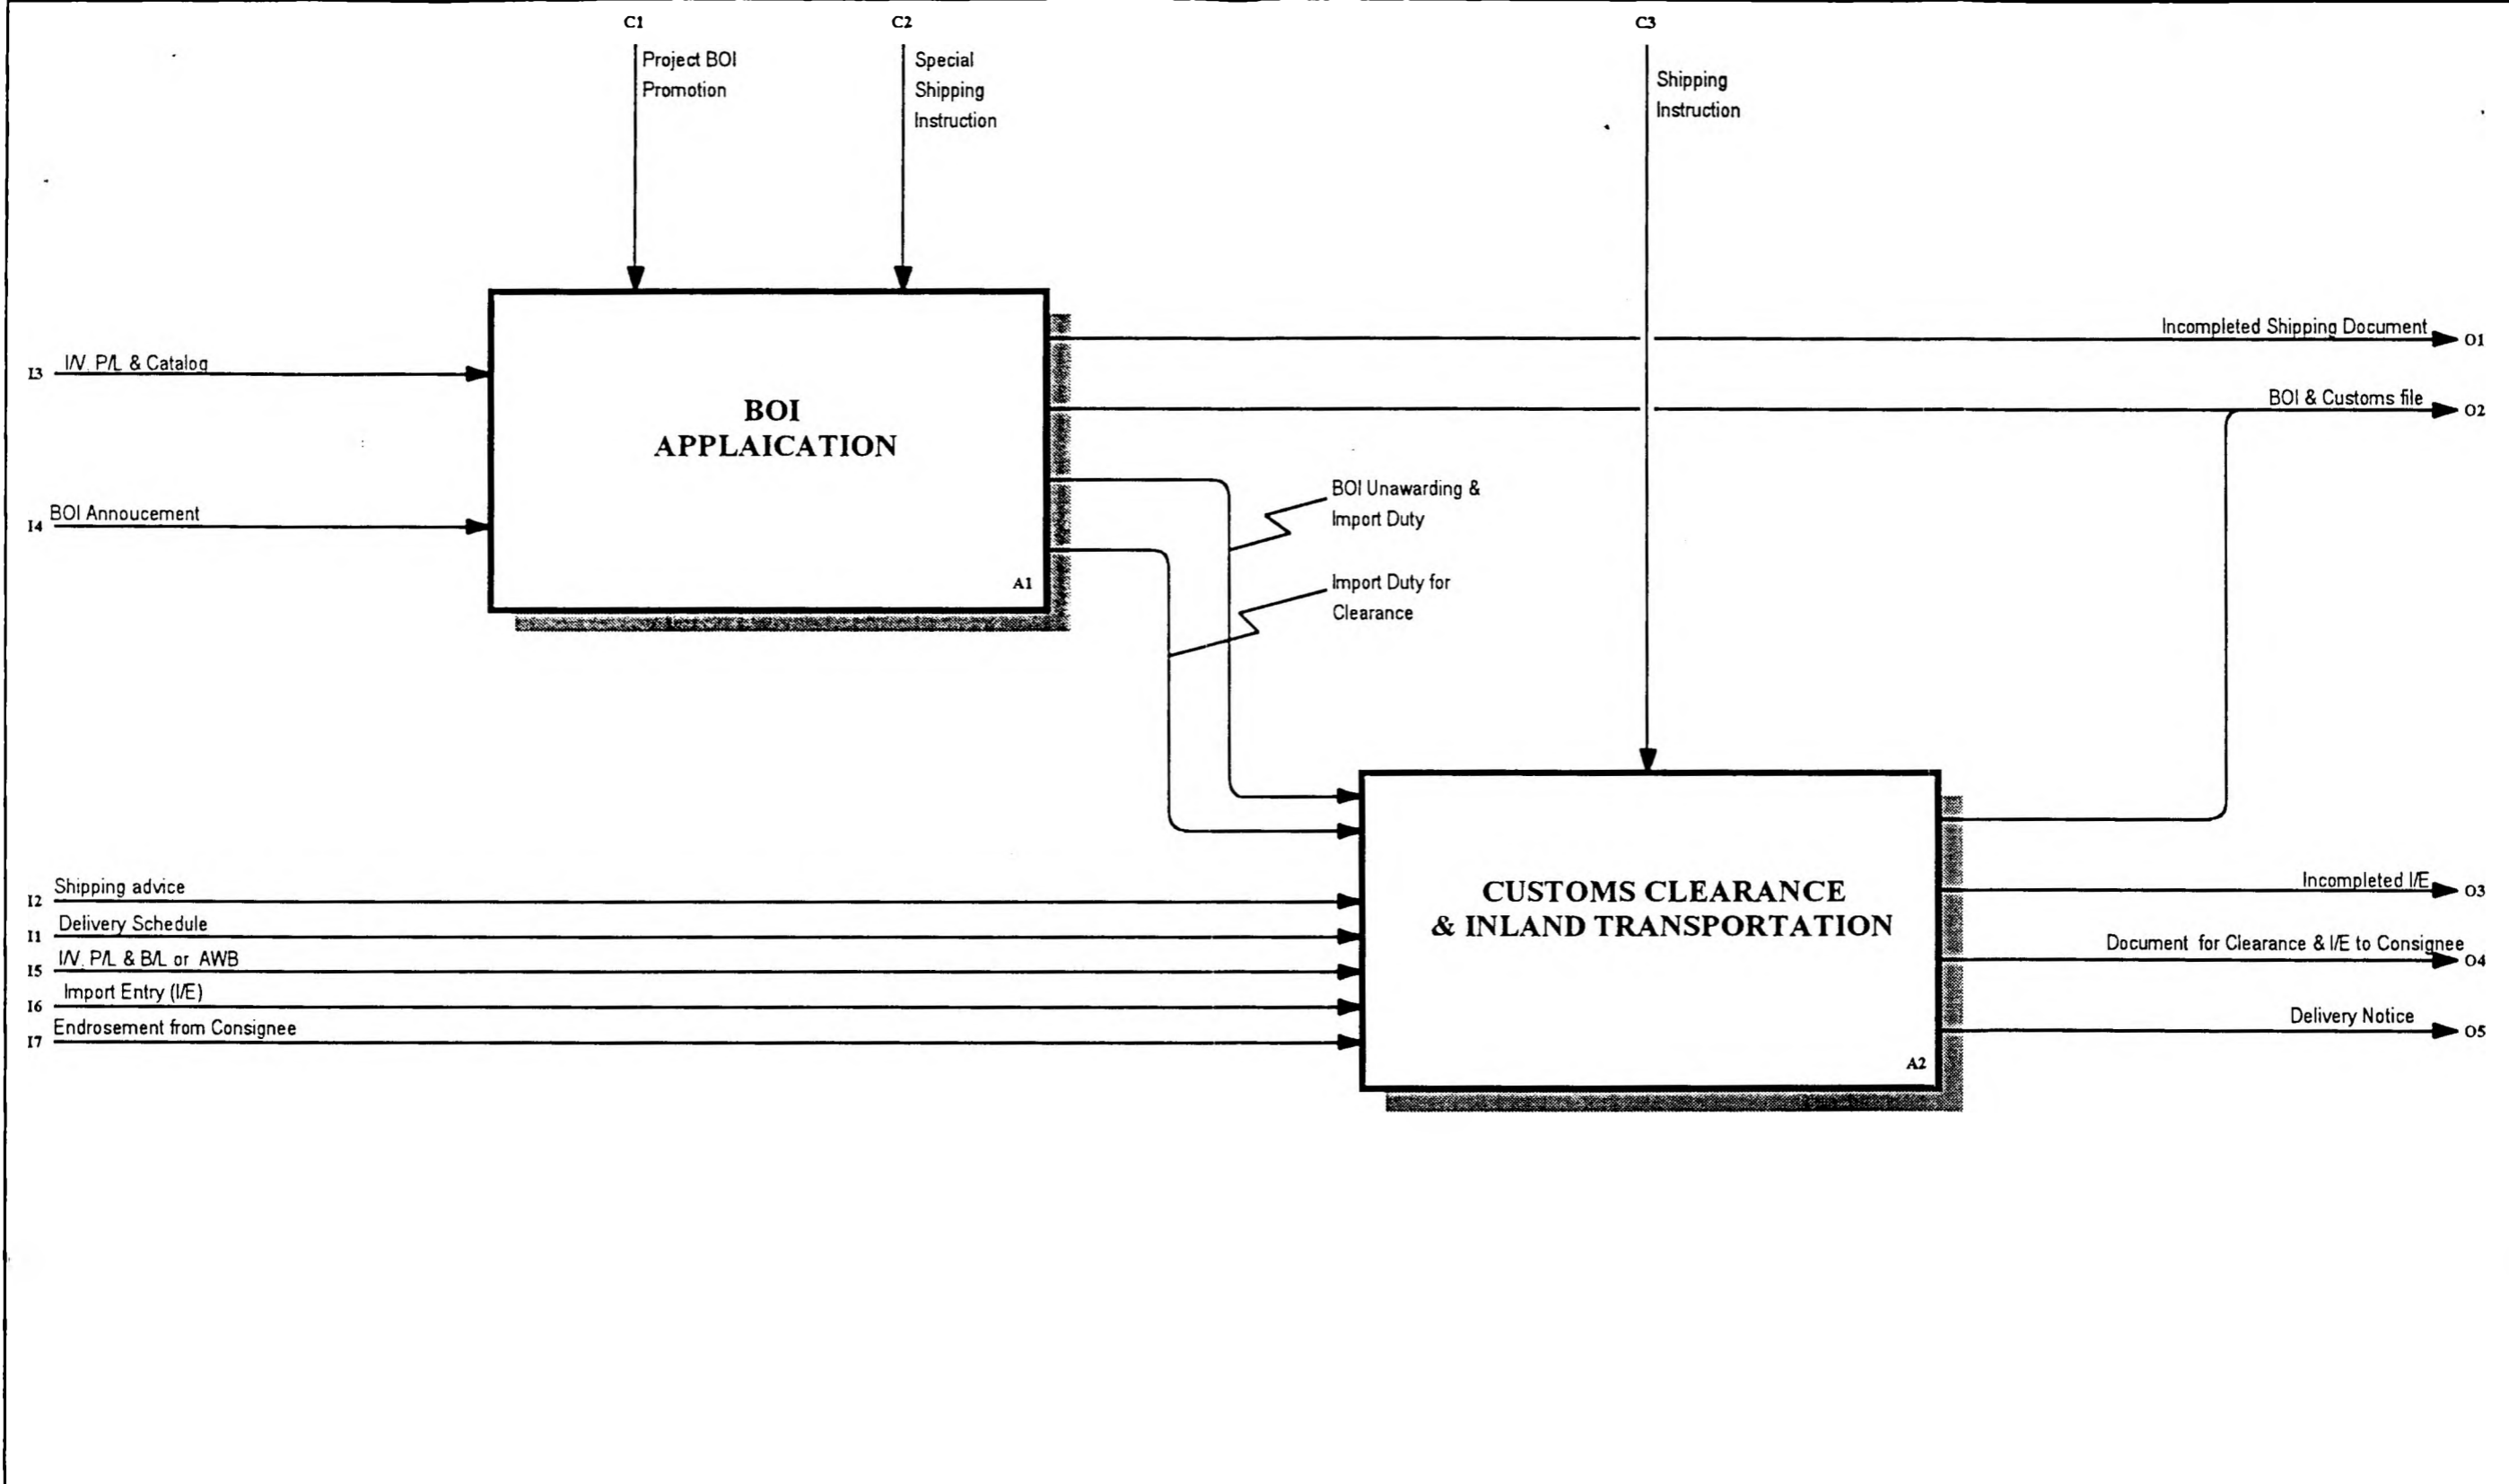 C1
C2
C3
Project BOI
Promotion
Special
Shipping
Instruction
Shipping
Instruction
Incompleted Shipping Document
O1
I3
I/V. P/L & Catalog
BOI & Customs file
O2
BOI
APPLAICATION
BOI Unawarding &
Import Duty
I4
BOI Annoucement
A1
Import Duty for
Clearance
I2
Shipping advice
I1
Delivery Schedule
I5
I/V. P/L & B/L or AWB
I6
Import Entry (I/E)
I7
Endrosement from Consignee
CUSTOMS CLEARANCE
& INLAND TRANSPORTATION
A2
Incompleted I/E
O3
Document for Clearance & I/E to Consignee
O4
Delivery Notice
O5